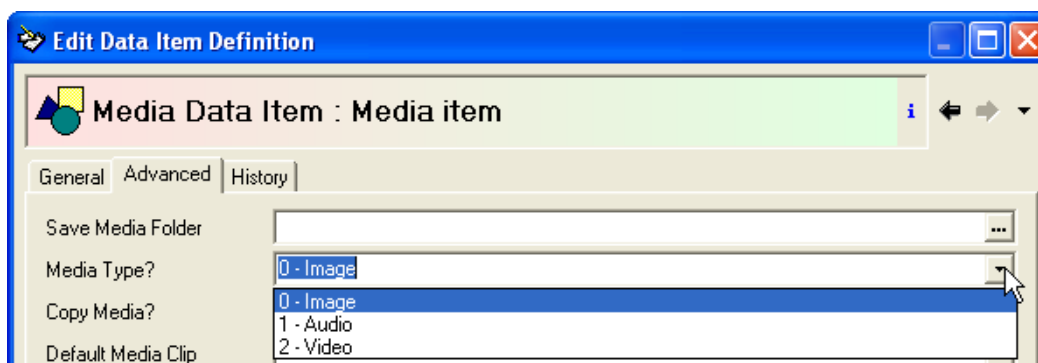 Edit Data Item Definition
Media Data Item : Media item
i
General Advanced History
Save Media Folder ...
Media Type? 0 - Image
0 - Image
Copy Media?
1 - Audio
2 - Video
Default Media Clip